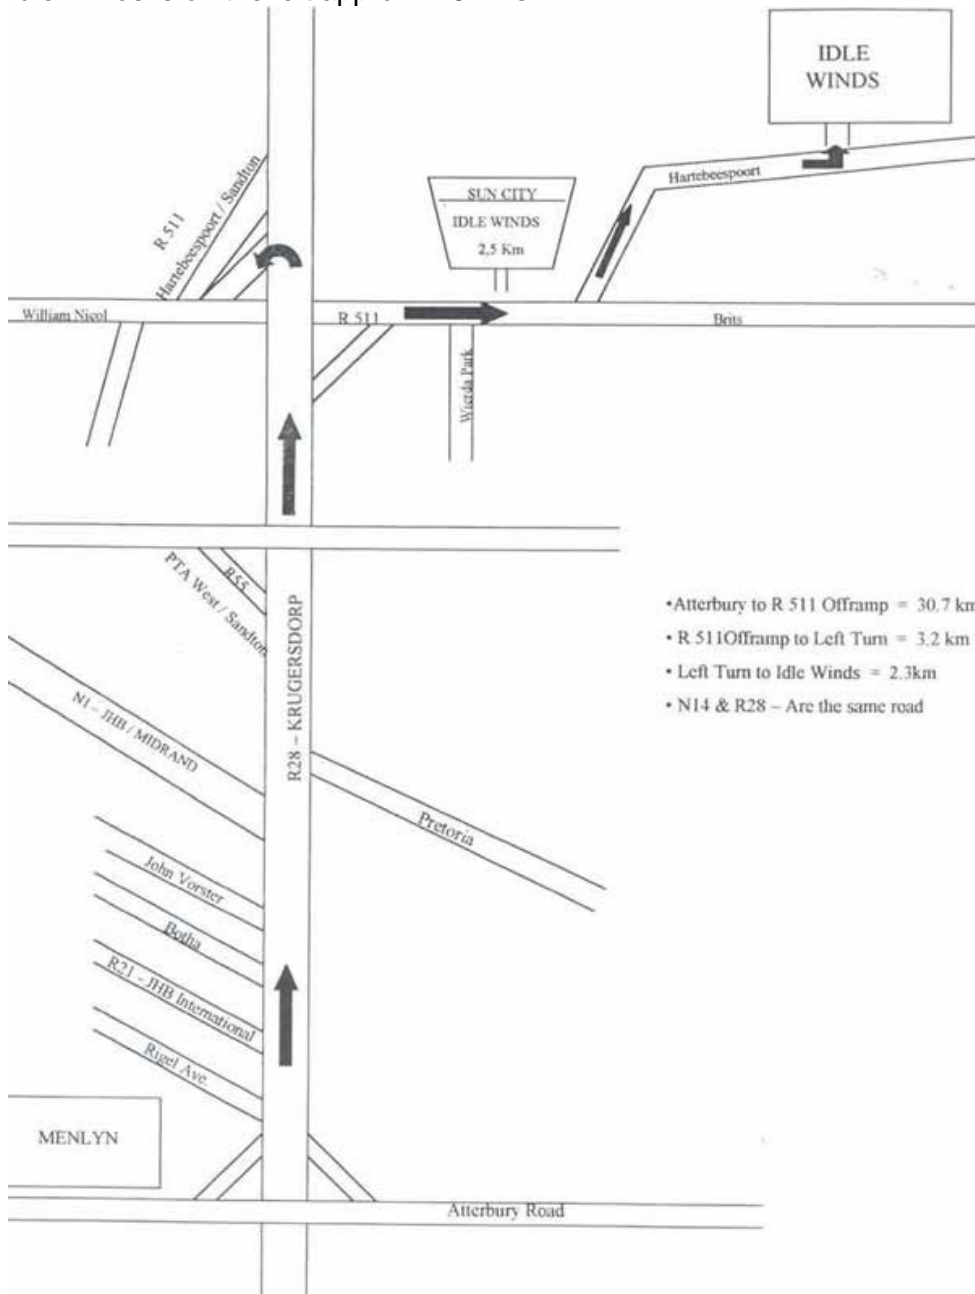 IDLE
WINDS
Hartebeespoort
SUN CITY
IDLE WINDS
2,5 Km
R 511
Hartebeespoort / Sandton
William Nicol
R 511
Brits
Wierda Park
R55
PTA West / Sandton
R28 – KRUGERSDORP
•Atterbury to R 511 Offramp = 30.7 km
• R 511Offramp to Left Turn = 3.2 km
• Left Turn to Idle Winds = 2.3km
• N14 & R28 – Are the same road
N1 – JHB / MIDRAND
Pretoria
John Vorster
Botha
R21 - JHB International
Rigel Ave.
MENLYN
Atterbury Road